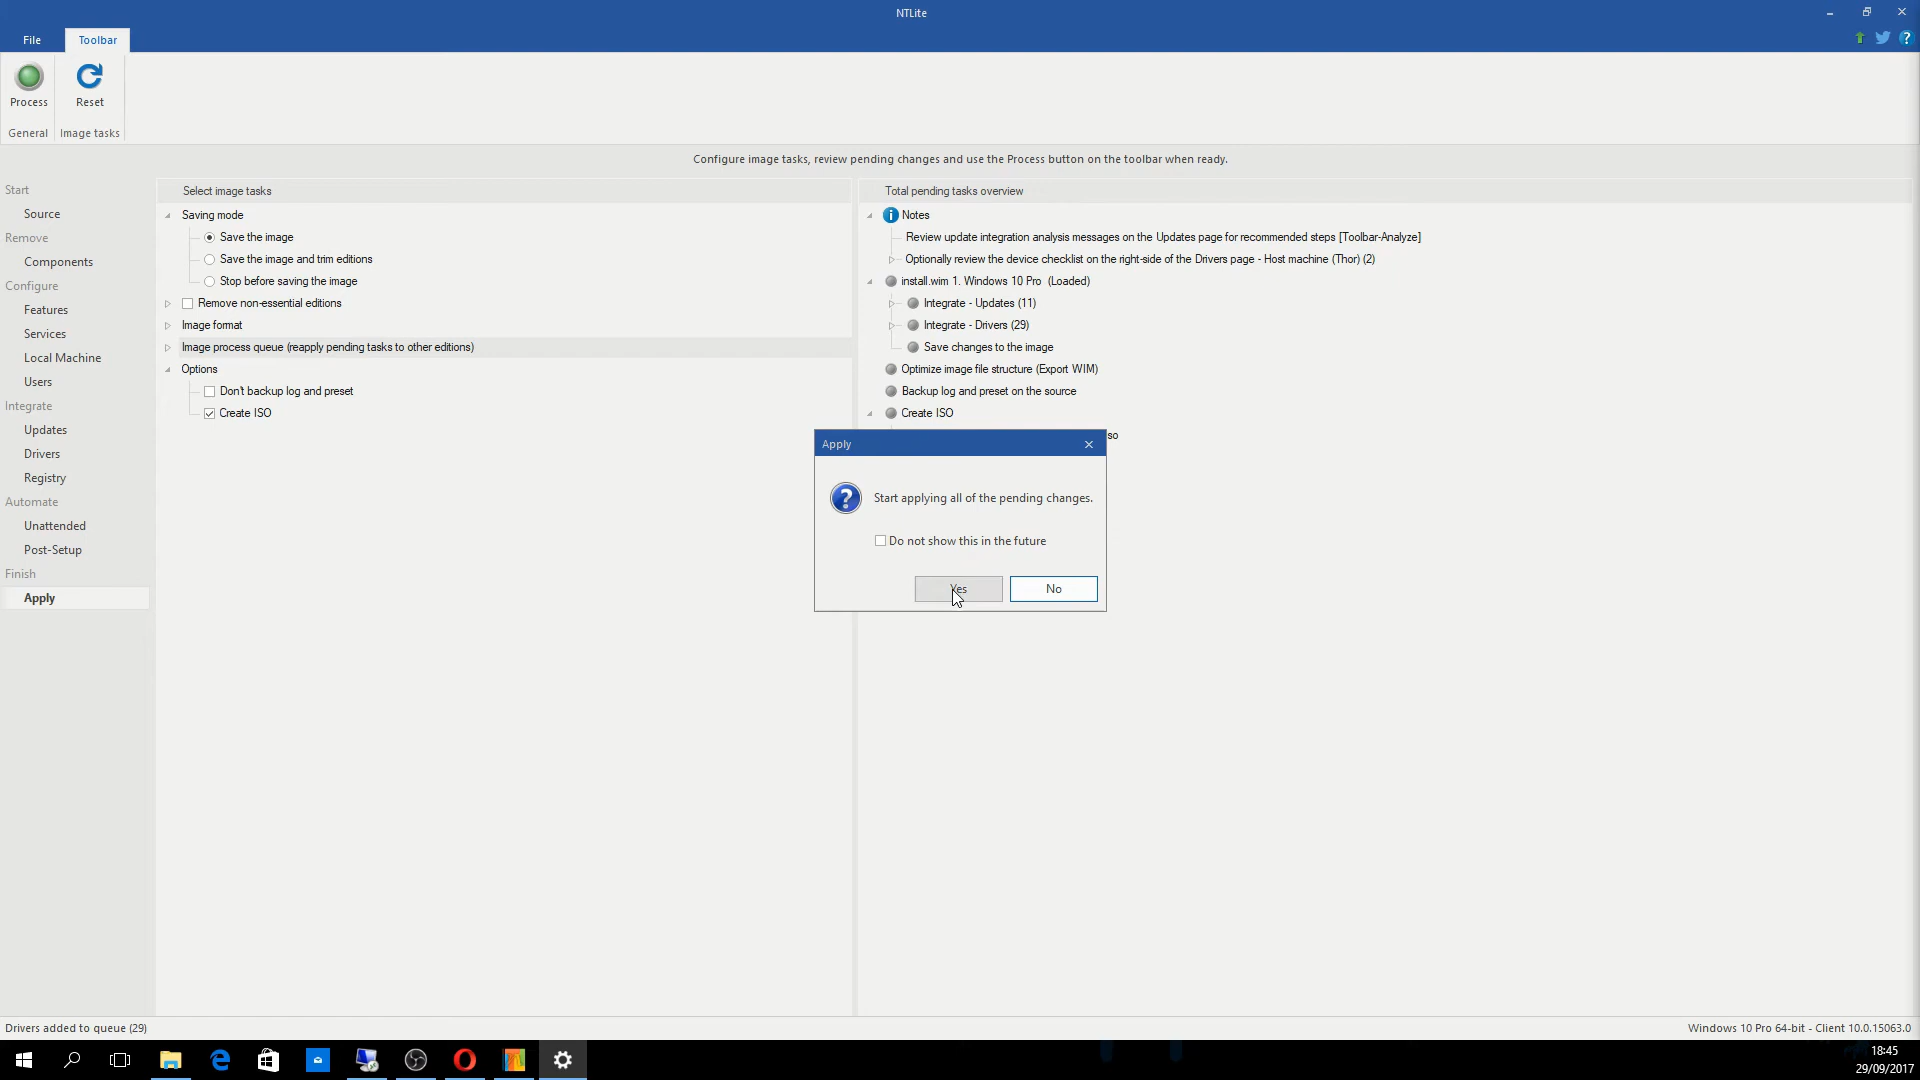 NTLite
File
Toolbar
Process
Reset
General
Image tasks
Configure image tasks, review pending changes and use the Process button on the toolbar when ready.
Start
Source
Remove
Components
Configure
Features
Services
Local Machine
Users
Integrate
Updates
Drivers
Registry
Automate
Unattended
Post-Setup
Finish
Apply
Select image tasks
Saving mode
Save the image
Save the image and trim editions
Stop before saving the image
Remove non-essential editions
Image format
Image process queue (reapply pending tasks to other editions)
Options
Don't backup log and preset
Create ISO
Total pending tasks overview
Notes
Review update integration analysis messages on the Updates page for recommended steps [Toolbar-Analyze]
Optionally review the device checklist on the right-side of the Drivers page - Host machine (Thor) (2)
install.wim 1. Windows 10 Pro (Loaded)
Integrate - Updates (11)
Integrate - Drivers (29)
Save changes to the image
Optimize image file structure (Export WIM)
Backup log and preset on the source
Create ISO
so
Apply
Start applying all of the pending changes.
Do not show this in the future
Yes
No
Drivers added to queue (29)
Windows 10 Pro 64-bit - Client 10.0.15063.0
18:45
29/09/2017